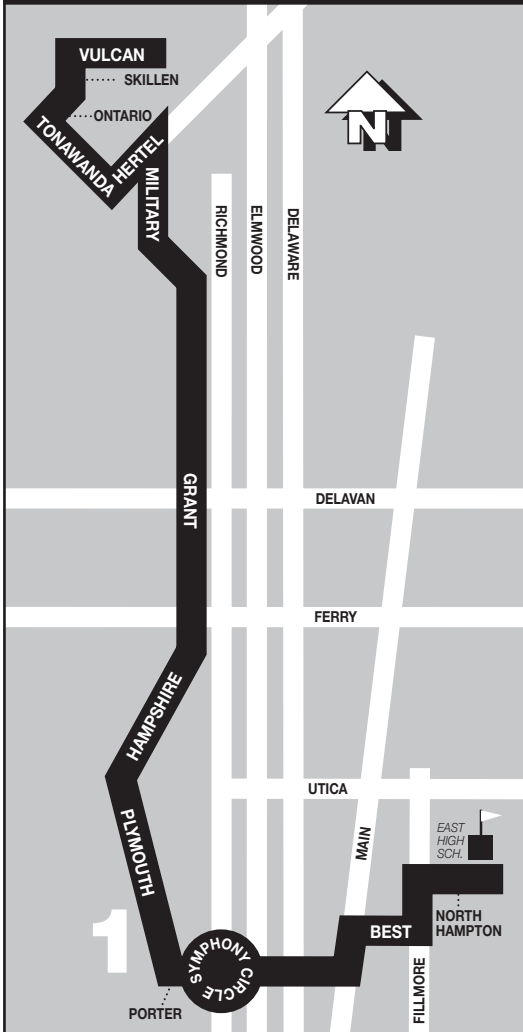 VULCAN
SKILLEN
ONTARIO
TONAWANDA
HERTEL
MILITARY
N
RICHMOND
ELMWOOD
DELAWARE
GRANT
DELAVAN
FERRY
HAMPSHIRE
UTICA
PLYMOUTH
MAIN
EAST
HIGH
SCH.
1
SYMPHONY CIRCLE
BEST
NORTH
HAMPTON
PORTER
FILLMORE